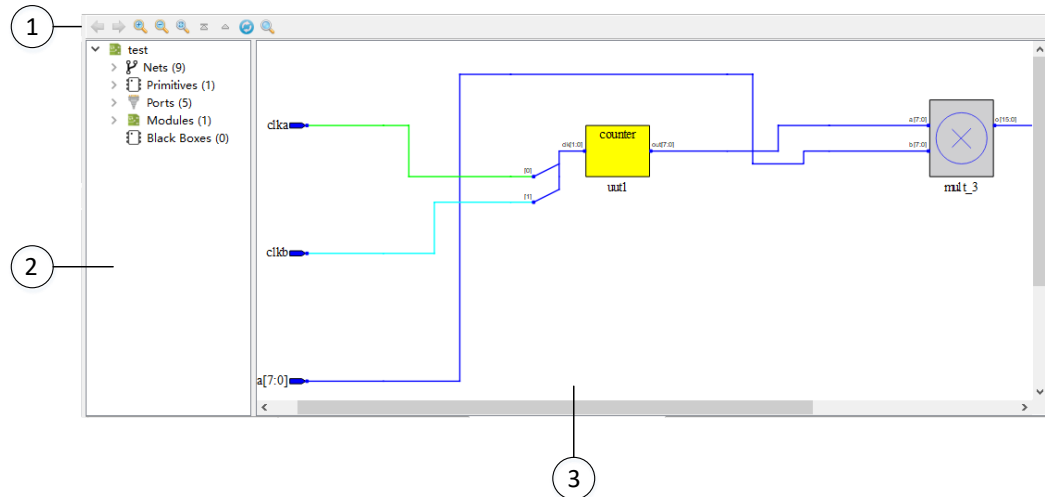 1
test
Nets (9)
Primitives (1)
Ports (5)
Modules (1)
Black Boxes (0)
2
clka
[0]
[1]
clkb
a[7:0]
counter
clk[1:0]
out[7:0]
uut1
a[7:0]
b[7:0]
o[15:0]
mult_3
3